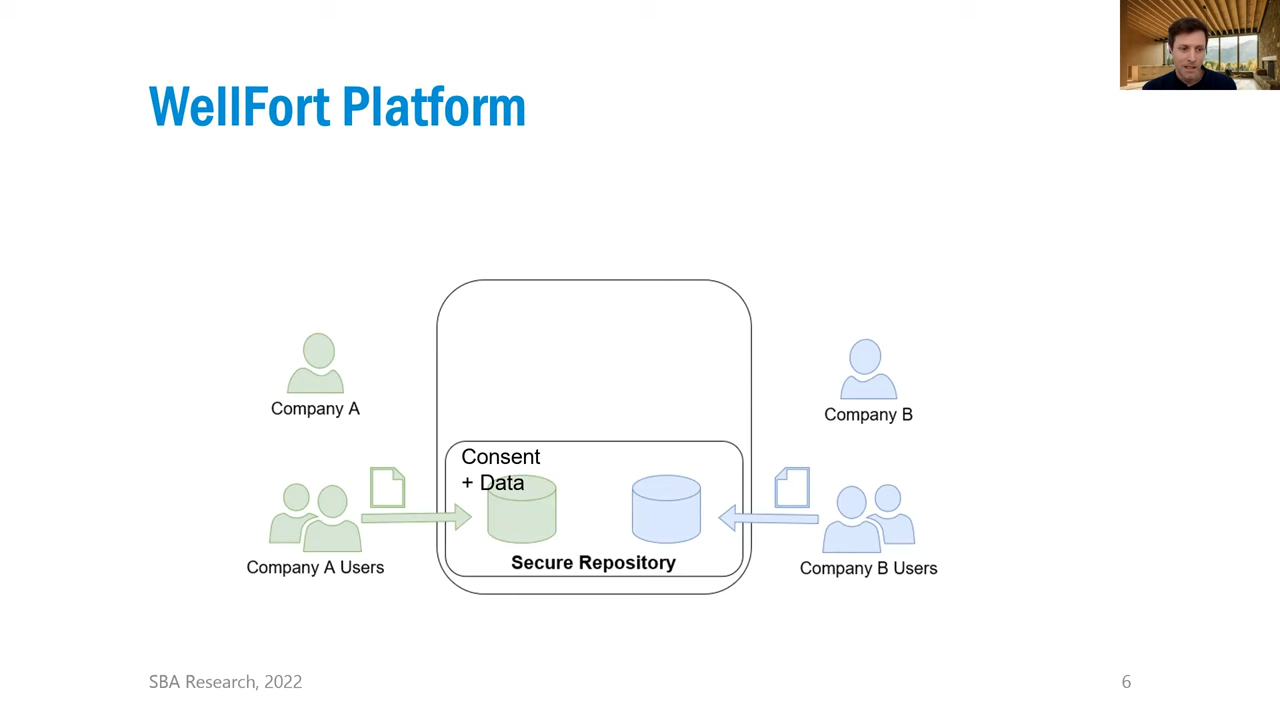 WellFort Platform
Company A
Company B
Consent
+ Data
Secure Repository
Company A Users
Company B Users
SBA Research, 2022
6